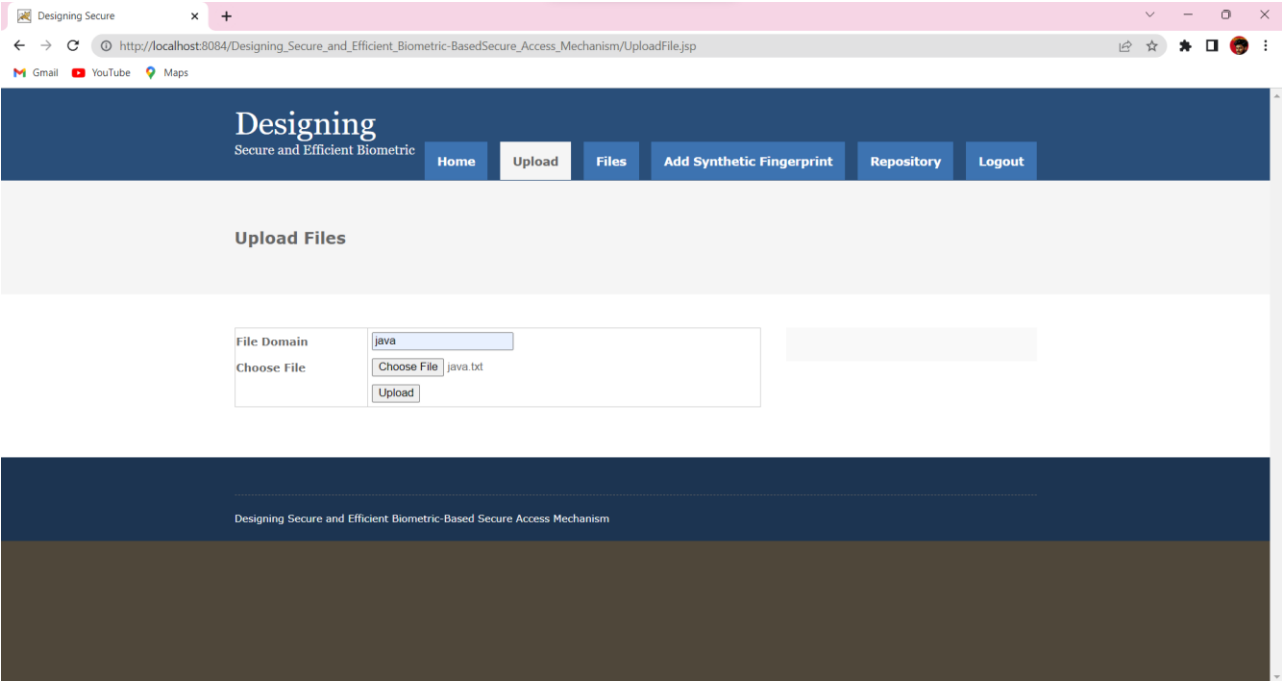 Designing Secure
http://localhost:8084/Designing_Secure_and_Efficient_Biometric-BasedSecure_Access_Mechanism/UploadFile.jsp
Gmail YouTube Maps
Designing
Secure and Efficient Biometric
Home Upload Files Add Synthetic Fingerprint Repository Logout
Upload Files
File Domain java
Choose File Choose File java.txt
Upload
Designing Secure and Efficient Biometric-Based Secure Access Mechanism